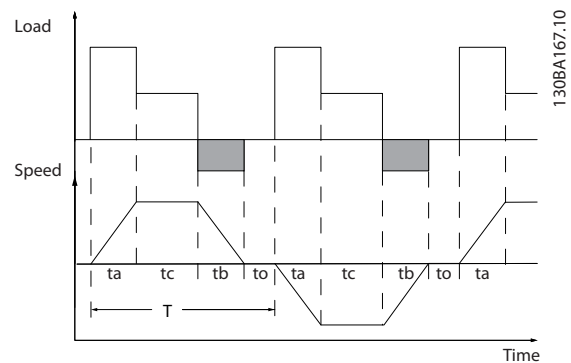 Load
130BA167.10
Speed
ta tc tb to ta tc tb to ta
T
Time